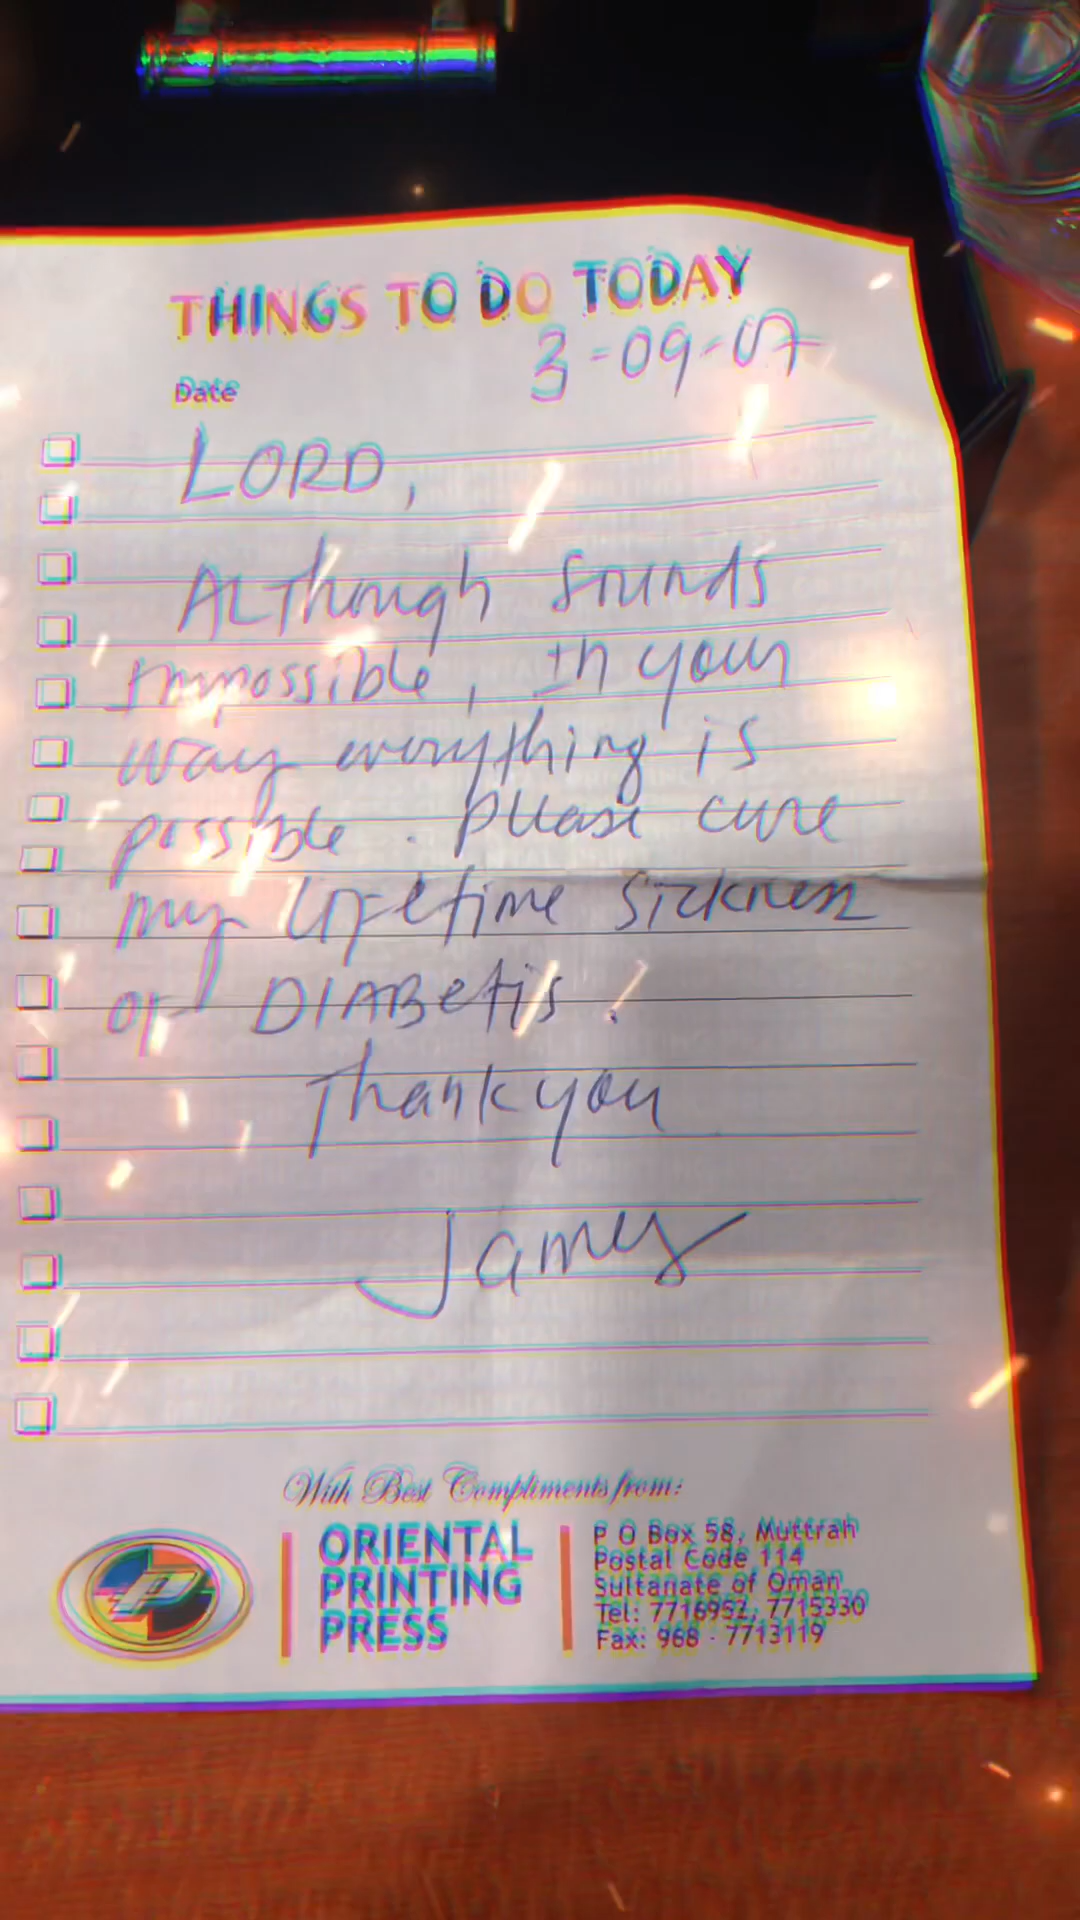 THINGS TO DO TODAY
3-09-07
Date
LORD,
ALthough sounds
Impossible, In your
way everything is
possible. Please cure
my Lifetime sickness
of DIABetis!
Thank you
James
With Best Compliments from:
ORIENTAL
PRINTING
PRESS
P O Box 58, Muttrah
Postal Code 114
Sultanate of Oman
Tel: 7716952, 7715330
Fax: 968 - 7713119
P